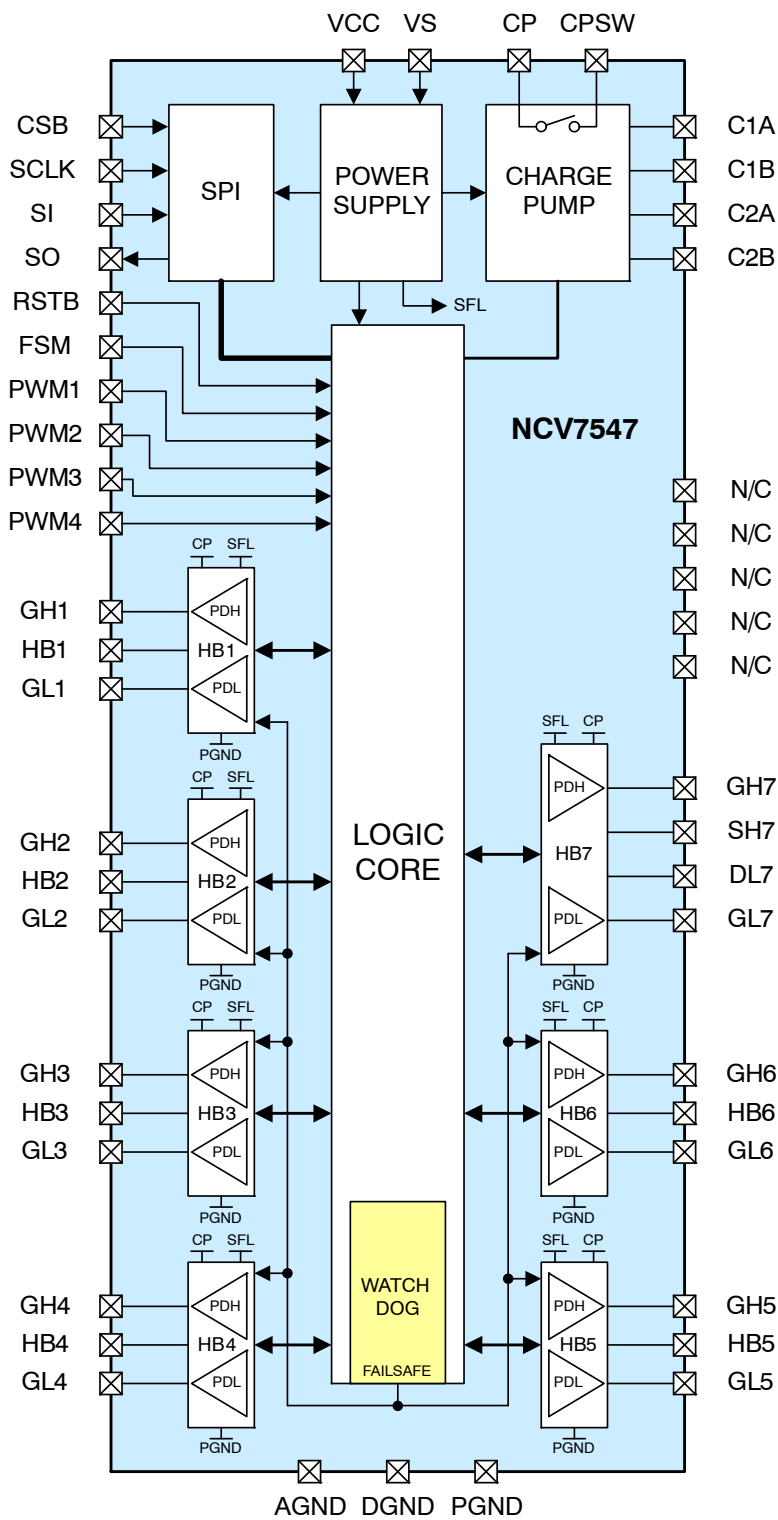 VCC VS CP CPSW
CSB
SCLK
SI
SO
RSTB
FSM
PWM1
PWM2
PWM3
PWM4
SPI
POWER
SUPPLY
CHARGE
PUMP
SFL
C1A
C1B
C2A
C2B
NCV7547
N/C
N/C
N/C
N/C
N/C
LOGIC
CORE
CP SFL
GH1
HB1
GL1
PDH
HB1
PDL
PGND
CP SFL
GH2
HB2
GL2
PDH
HB2
PDL
PGND
CP SFL
GH3
HB3
GL3
PDH
HB3
PDL
PGND
CP SFL
GH4
HB4
GL4
PDH
HB4
PDL
PGND
WATCH
DOG
FAILSAFE
SFL CP
PDH
HB7
PDL
PGND
GH7
SH7
DL7
GL7
SFL CP
PDH
HB6
PDL
PGND
GH6
HB6
GL6
SFL CP
PDH
HB5
PDL
PGND
GH5
HB5
GL5
AGND DGND PGND